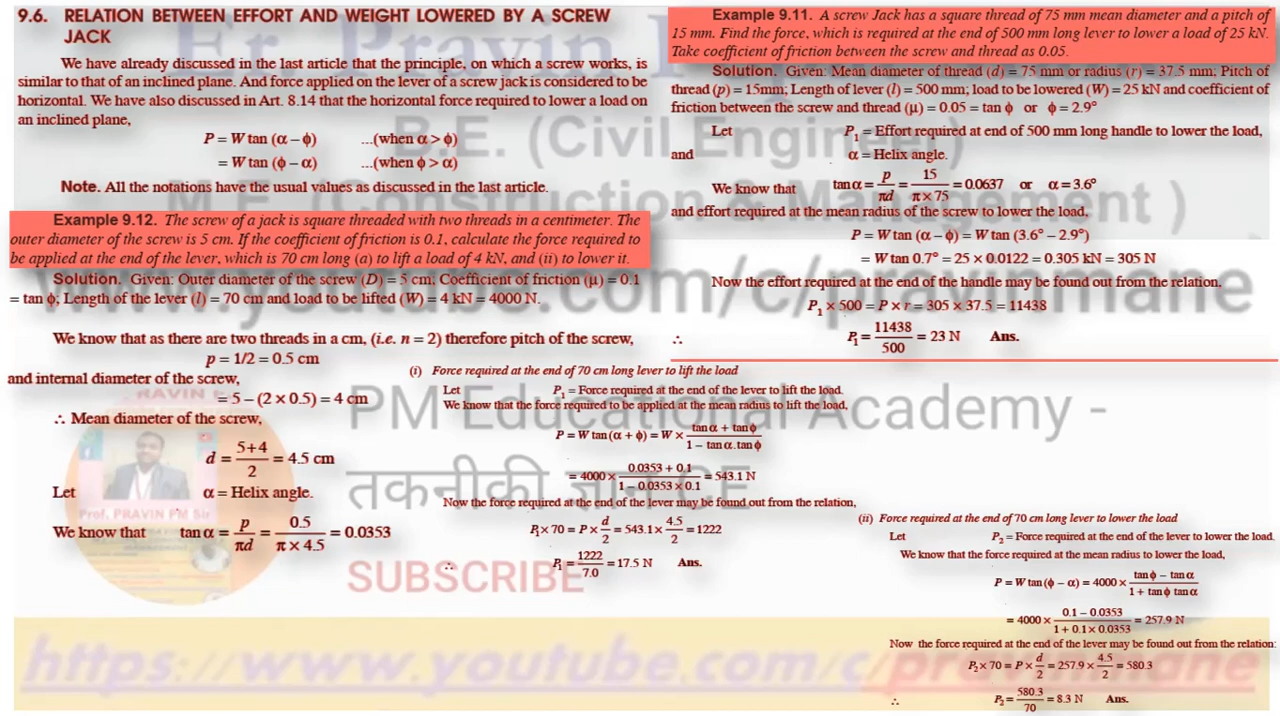 9.6. RELATION BETWEEN EFFORT AND WEIGHT LOWERED BY A SCREW
JACK
We have already discussed in the last article that the principle, on which a screw works, is
similar to that of an inclined plane. And force applied on the lever of a screw jack is considered to be
horizontal. We have also discussed in Art. 8.14 that the horizontal force required to lower a load on
an inclined plane,
P = W tan (α – ϕ) ...(when α > ϕ)
= W tan (ϕ – α) ...(when ϕ > α)
Note. All the notations have the usual values as discussed in the last article.
Example 9.12. The screw of a jack is square threaded with two threads in a centimeter. The
outer diameter of the screw is 5 cm. If the coefficient of friction is 0.1, calculate the force required to
be applied at the end of the lever, which is 70 cm long (a) to lift a load of 4 kN, and (ii) to lower it.
Solution. Given: Outer diameter of the screw (D) = 5 cm; Coefficient of friction (μ) = 0.1
= tan ϕ; Length of the lever (l) = 70 cm and load to be lifted (W) = 4 kN = 4000 N.
We know that as there are two threads in a cm, (i.e. n = 2) therefore pitch of the screw,
p = 1/2 = 0.5 cm
and internal diameter of the screw,
= 5 – (2 × 0.5) = 4 cm
∴ Mean diameter of the screw,
d = (5+4)/2 = 4.5 cm
Let α = Helix angle.
We know that tan α = p/πd = 0.5/(π × 4.5) = 0.0353
(i) Force required at the end of 70 cm long lever to lift the load
Let P₁ = Force required at the end of the lever to lift the load.
We know that the force required to be applied at the mean radius to lift the load,
P = W tan (α + ϕ) = W × (tan α + tan ϕ)/(1 – tan α.tan ϕ)
= 4000 × (0.0353 + 0.1)/(1 – 0.0353 × 0.1) = 543.1 N
Now the force required at the end of the lever may be found out from the relation,
P₁ × 70 = P × d/2 = 543.1 × 4.5/2 = 1222
∴ P₁ = 1222/7.0 = 17.5 N Ans.
Example 9.11. A screw Jack has a square thread of 75 mm mean diameter and a pitch of
15 mm. Find the force, which is required at the end of 500 mm long lever to lower a load of 25 kN.
Take coefficient of friction between the screw and thread as 0.05.
Solution. Given: Mean diameter of thread (d) = 75 mm or radius (r) = 37.5 mm; Pitch of
thread (p) = 15mm; Length of lever (l) = 500 mm; load to be lowered (W) = 25 kN and coefficient of
friction between the screw and thread (μ) = 0.05 = tan ϕ or ϕ = 2.9°
Let P₁ = Effort required at end of 500 mm long handle to lower the load,
and α = Helix angle.
We know that tan α = p/πd = 15/(π × 75) = 0.0637 or α = 3.6°
and effort required at the mean radius of the screw to lower the load,
P = W tan (α – ϕ) = W tan (3.6° – 2.9°)
= W tan 0.7° = 25 × 0.0122 = 0.305 kN = 305 N
Now the effort required at the end of the handle may be found out from the relation,
P₁ × 500 = P × r = 305 × 37.5 = 11438
∴ P₁ = 11438/500 = 23 N Ans.
(ii) Force required at the end of 70 cm long lever to lower the load
Let P₂ = Force required at the end of the lever to lower the load.
We know that the force required at the mean radius to lower the load,
P = W tan (ϕ – α) = 4000 × (tan ϕ – tan α)/(1 + tan ϕ tan α)
= 4000 × (0.1 – 0.0353)/(1 + 0.1 × 0.0353) = 257.9 N
Now the force required at the end of the lever may be found out from the relation:
P₂ × 70 = P × d/2 = 257.9 × 4.5/2 = 580.3
∴ P₂ = 580.3/70 = 8.3 N Ans.
Er. Pravin
B.E. (Civil Engineer)
M.E. (Construction & Management )
www.youtube.com/c/pravinmane
PM Educational Academy -
तकनीकी ज्ञान CE
SUBSCRIBE
Prof. PRAVIN PM Sir
https://www.youtube.com/c/pravinmane